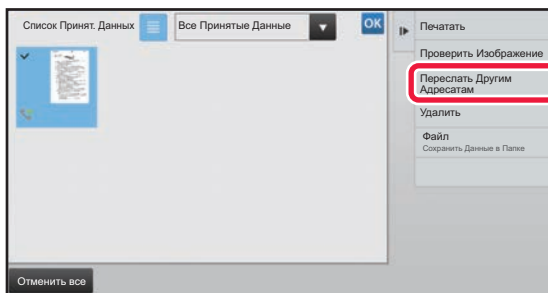 Список Принят. Данных
Все Принятые Данные
OK
Печатать
Проверить Изображение
Переслать Другим
Адресатам
Удалить
Файл
Сохранить Данные в Папке
Отменить все